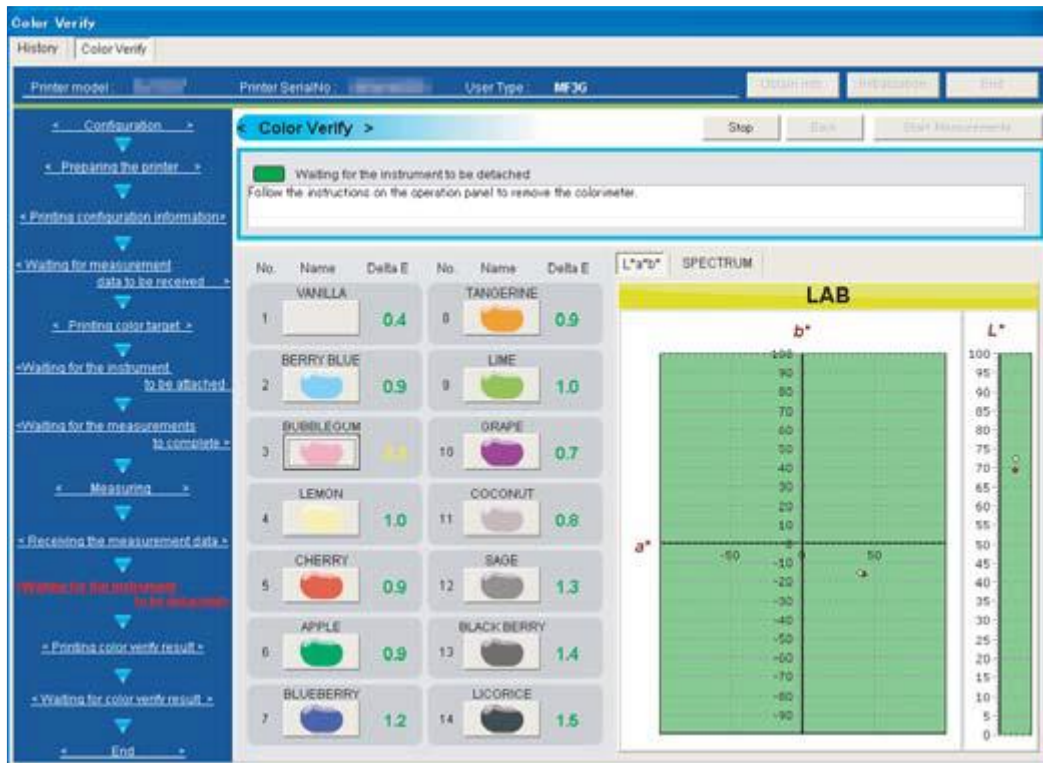 Color Verify
History Color Verify
Printer model : Printer SerialNo : User Type : MF3G
< Configuration >
< Preparing the printer >
< Printing configuration information>
< Waiting for measurement
data to be received >
< Printing color target >
<Waiting for the instrument
to be attached
<Waiting for the measurements
to complete >
< Measuring >
< Receiving the measurement data >
<Waiting for the instrument
to be detached>
< Printing color verify result >
< Waiting for color verify result >
< End >
< Color Verify > Stop Back Start Measurements
Waiting for the instrument to be detached
Follow the instructions on the operation panel to remove the colorimeter.
No. Name Delta E No. Name Delta E
VANILLA
1 0.4
BERRY BLUE
2 0.9
BUBBLEGUM
3
LEMON
4 1.0
CHERRY
5 0.9
APPLE
6 0.9
BLUEBERRY
7 1.2
TANGERINE
8 0.9
LIME
9 1.0
GRAPE
10 0.7
COCONUT
11 0.8
SAGE
12 1.3
BLACK BERRY
13 1.4
LICORICE
14 1.5
L*a*b* SPECTRUM
LAB
b*
100
90
80
70
60
50
40
30
20
10
a* -50 0 50
-10
-20
-30
-40
-50
-60
-70
-80
-90
L*
100
95
90
85
80
75
70
65
60
55
50
45
40
35
30
25
20
15
10
5
0